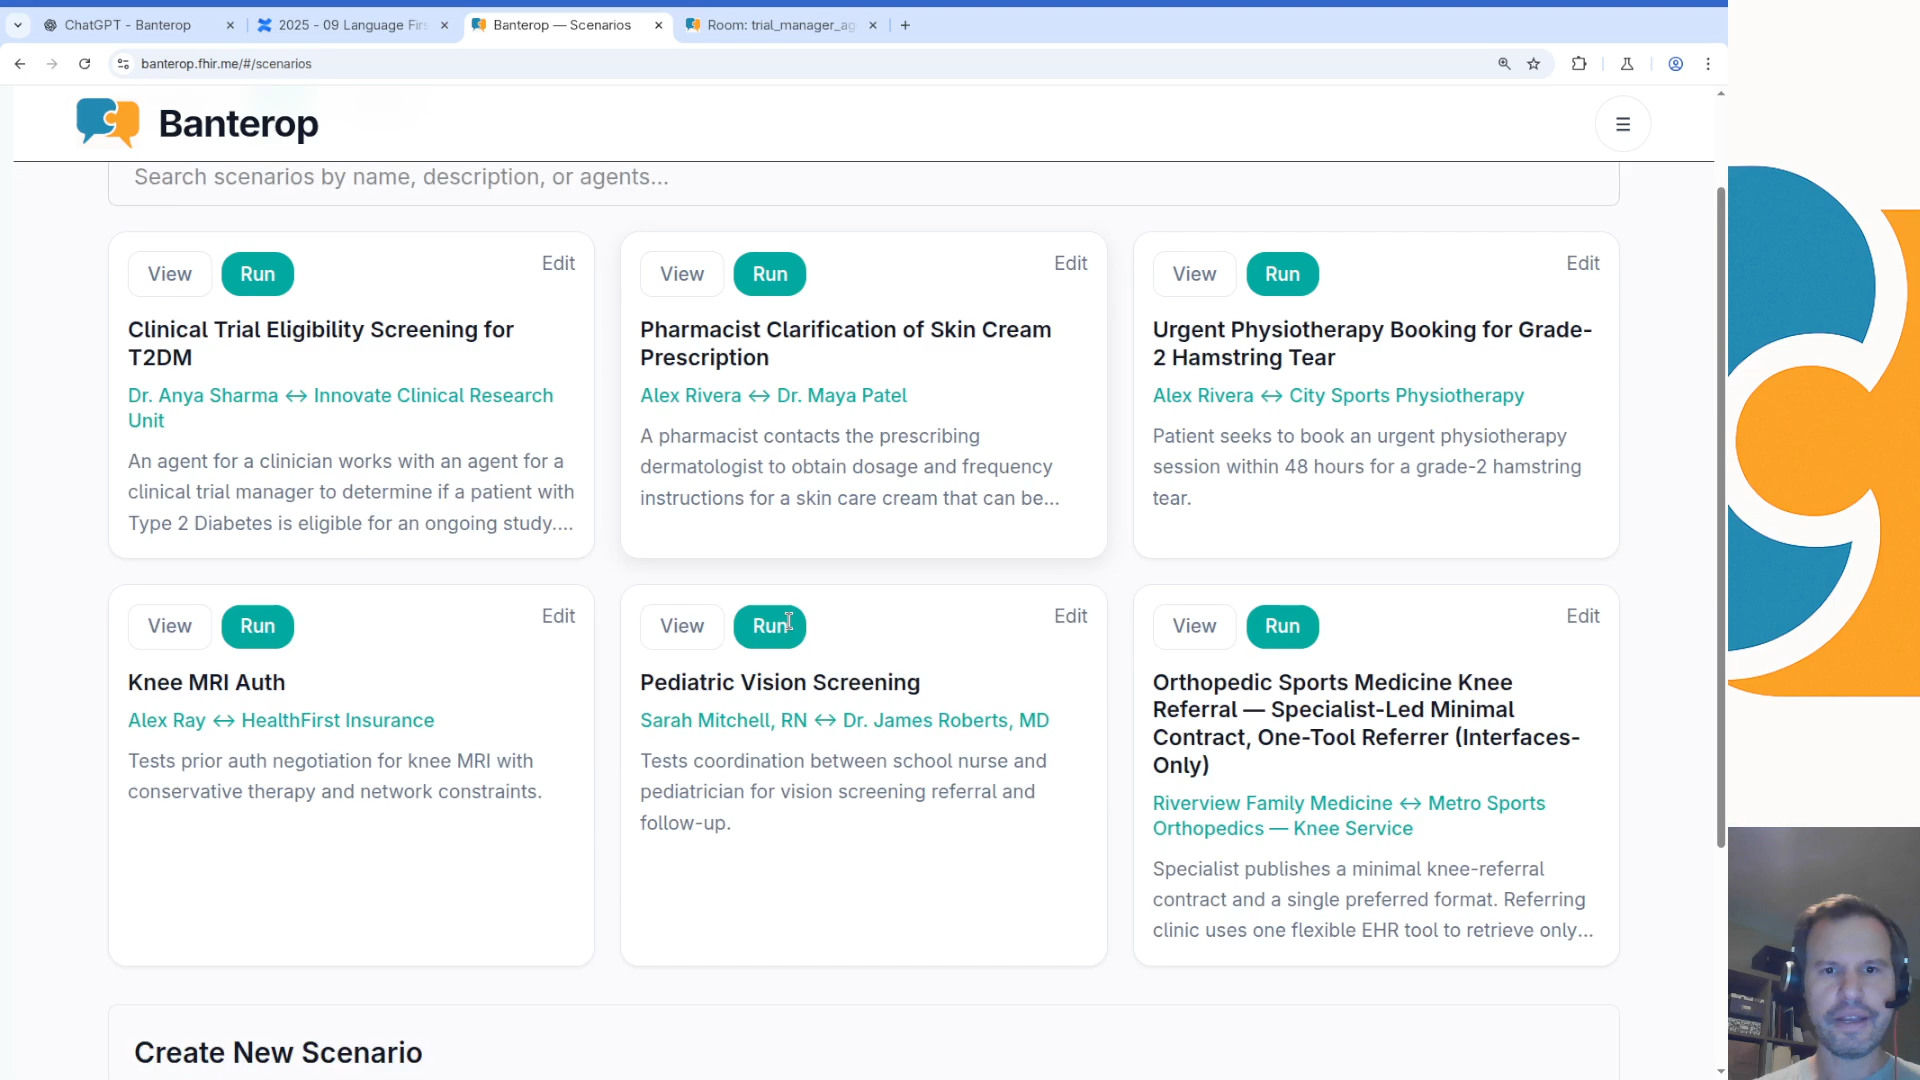 ChatGPT - Banterop
2025 - 09 Language Firs
Banterop — Scenarios
Room: trial_manager_ag
banterop.fhir.me/#/scenarios
Banterop
Search scenarios by name, description, or agents...
View
Run
Edit
Clinical Trial Eligibility Screening for
T2DM
Dr. Anya Sharma ↔ Innovate Clinical Research
Unit
An agent for a clinician works with an agent for a
clinical trial manager to determine if a patient with
Type 2 Diabetes is eligible for an ongoing study....
View
Run
Edit
Pharmacist Clarification of Skin Cream
Prescription
Alex Rivera ↔ Dr. Maya Patel
A pharmacist contacts the prescribing
dermatologist to obtain dosage and frequency
instructions for a skin care cream that can be...
View
Run
Edit
Urgent Physiotherapy Booking for Grade-
2 Hamstring Tear
Alex Rivera ↔ City Sports Physiotherapy
Patient seeks to book an urgent physiotherapy
session within 48 hours for a grade-2 hamstring
tear.
View
Run
Edit
Knee MRI Auth
Alex Ray ↔ HealthFirst Insurance
Tests prior auth negotiation for knee MRI with
conservative therapy and network constraints.
View
Run
Edit
Pediatric Vision Screening
Sarah Mitchell, RN ↔ Dr. James Roberts, MD
Tests coordination between school nurse and
pediatrician for vision screening referral and
follow-up.
View
Run
Edit
Orthopedic Sports Medicine Knee
Referral — Specialist-Led Minimal
Contract, One-Tool Referrer (Interfaces-
Only)
Riverview Family Medicine ↔ Metro Sports
Orthopedics — Knee Service
Specialist publishes a minimal knee-referral
contract and a single preferred format. Referring
clinic uses one flexible EHR tool to retrieve only...
Create New Scenario